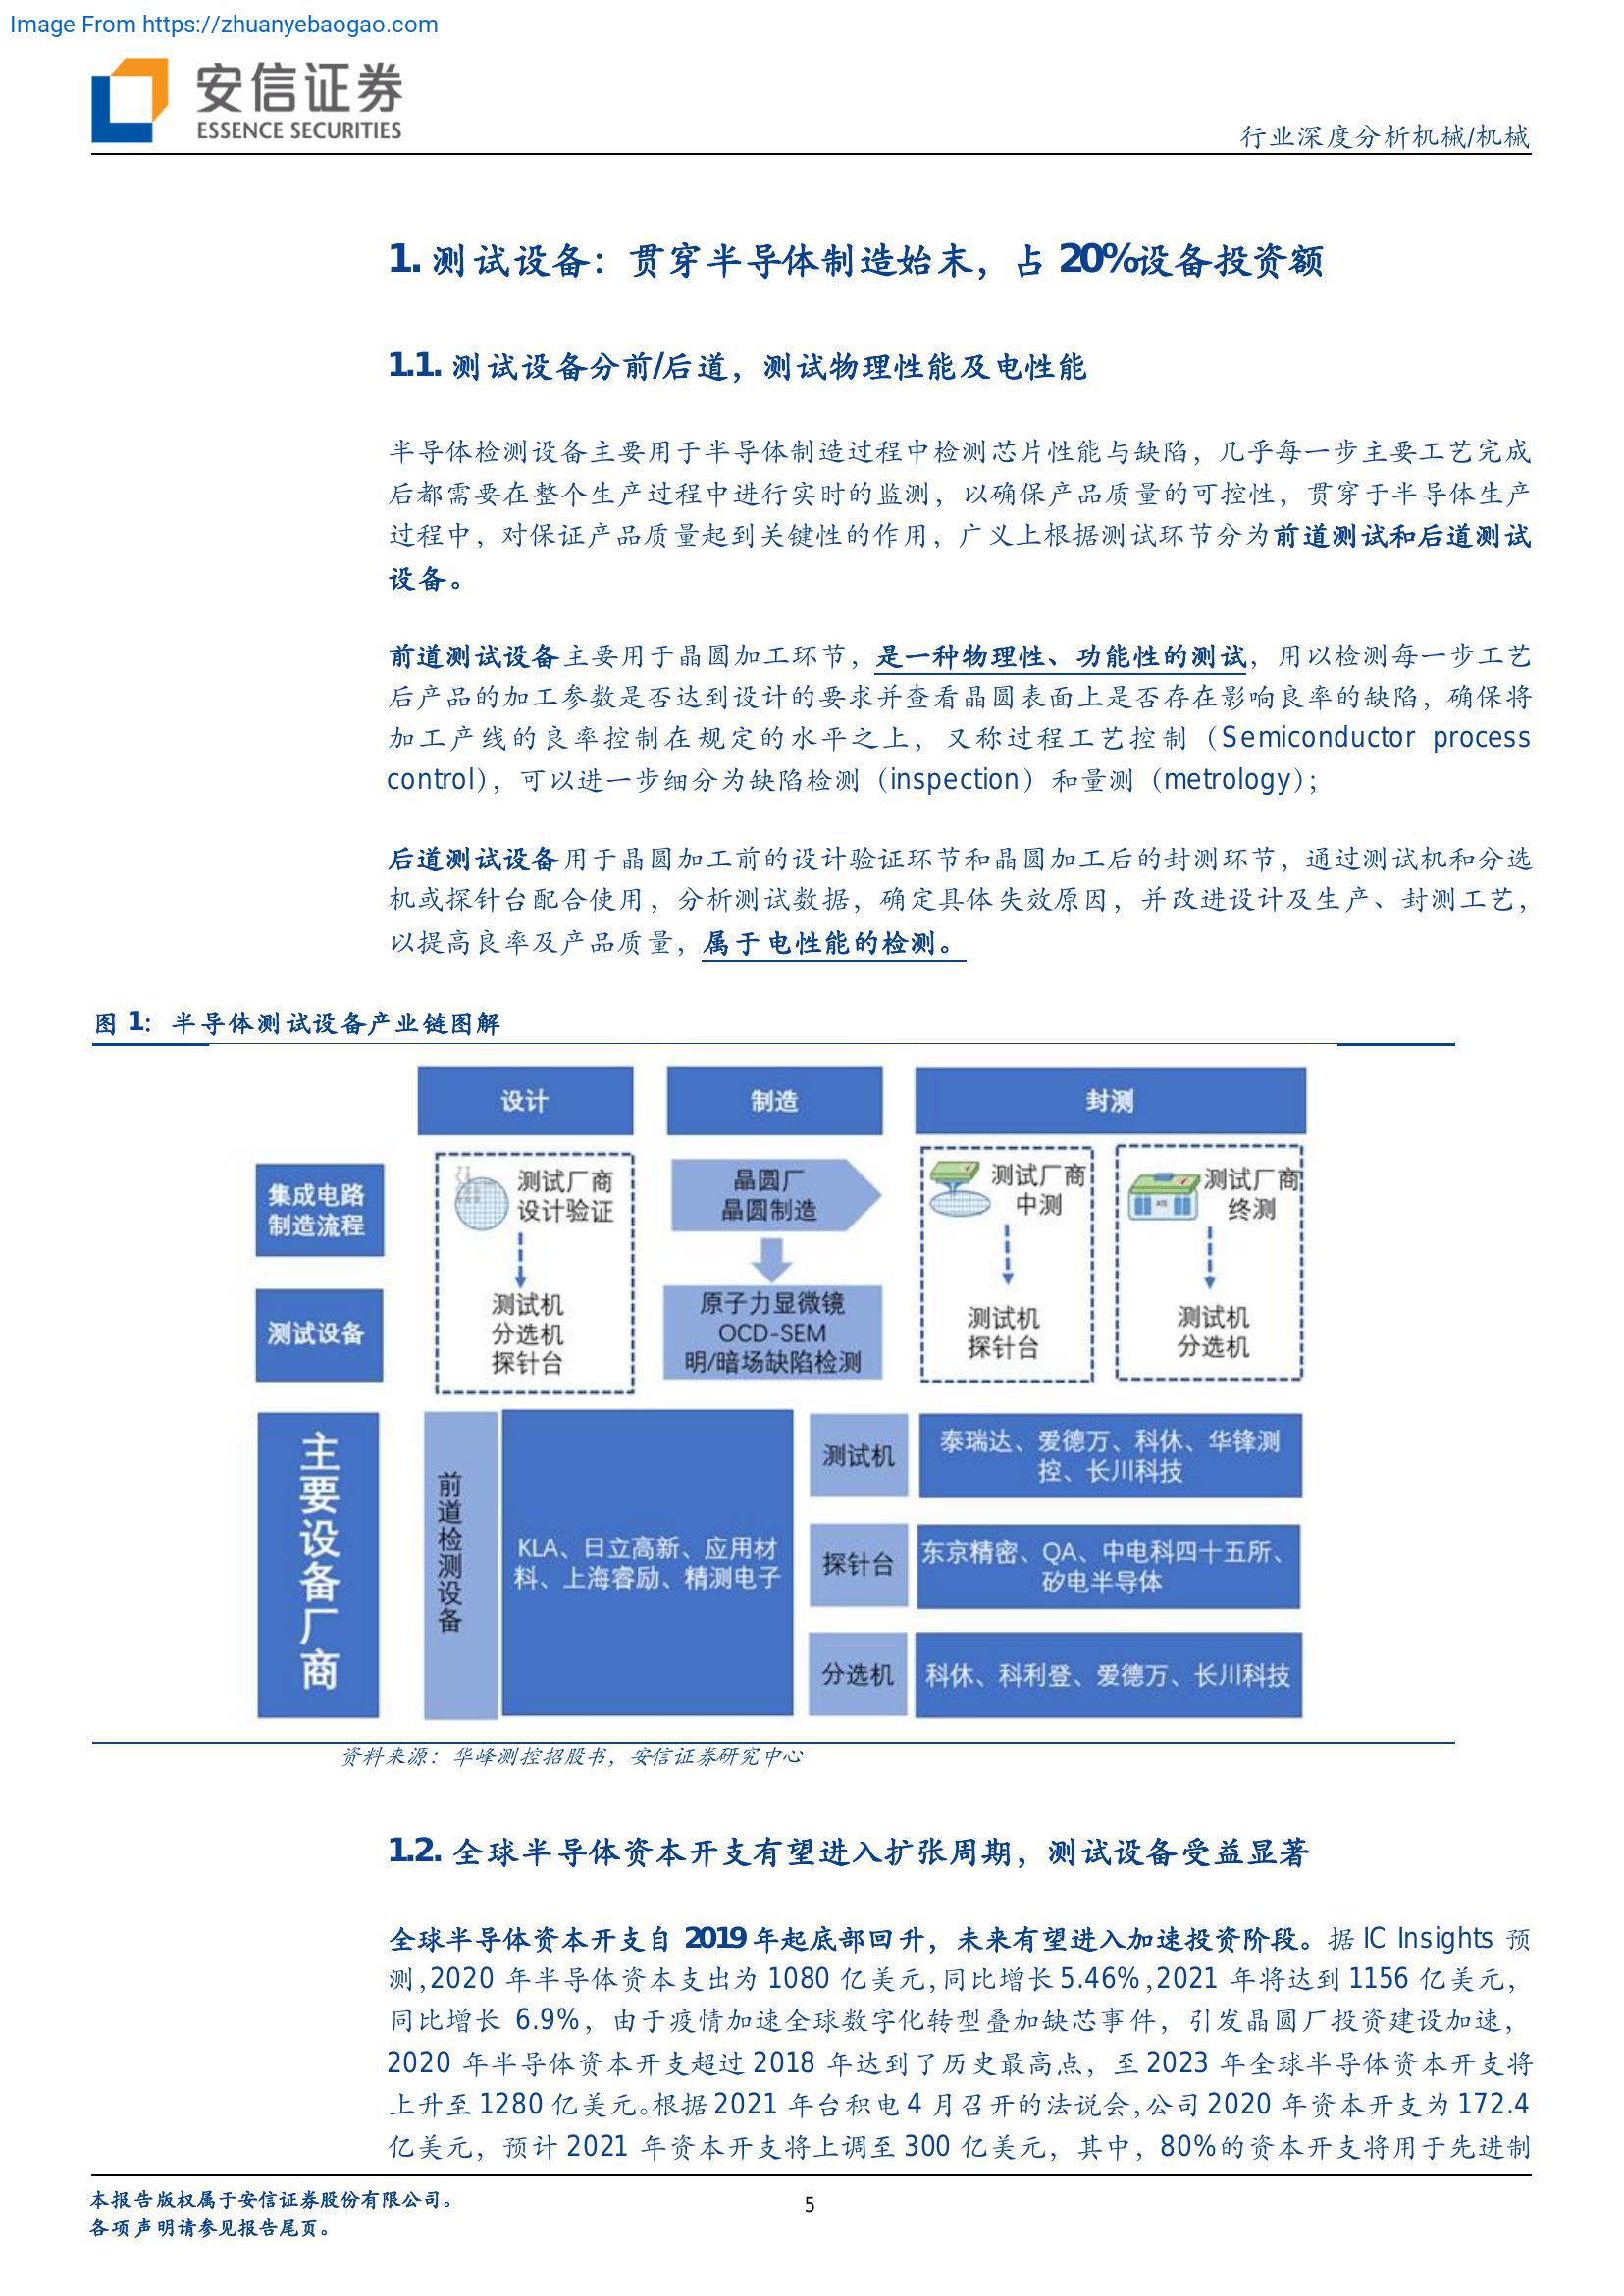 Image From https://zhuanyebaogao.com
安信证券
ESSENCE SECURITIES
行业深度分析机械/机械
1. 测试设备：贯穿半导体制造始末，占 20%设备投资额
1.1. 测试设备分前/后道，测试物理性能及电性能
半导体检测设备主要用于半导体制造过程中检测芯片性能与缺陷，几乎每一步主要工艺完成
后都需要在整个生产过程中进行实时的监测，以确保产品质量的可控性，贯穿于半导体生产
过程中，对保证产品质量起到关键性的作用，广义上根据测试环节分为前道测试和后道测试
设备。
前道测试设备主要用于晶圆加工环节，是一种物理性、功能性的测试，用以检测每一步工艺
后产品的加工参数是否达到设计的要求并查看晶圆表面上是否存在影响良率的缺陷，确保将
加工产线的良率控制在规定的水平之上，又称过程工艺控制（Semiconductor process
control），可以进一步细分为缺陷检测（inspection）和量测（metrology）；
后道测试设备用于晶圆加工前的设计验证环节和晶圆加工后的封测环节，通过测试机和分选
机或探针台配合使用，分析测试数据，确定具体失效原因，并改进设计及生产、封测工艺，
以提高良率及产品质量，属于电性能的检测。
图 1：半导体测试设备产业链图解
设计
制造
封测
集成电路
制造流程
测试厂商
设计验证
晶圆厂
晶圆制造
测试厂商
中测
ATE
测试厂商
终测
测试设备
测试机
分选机
探针台
原子力显微镜
OCD-SEM
明/暗场缺陷检测
测试机
探针台
测试机
分选机
主要设备厂商
前道检测设备
KLA、日立高新、应用材
料、上海睿励、精测电子
测试机
泰瑞达、爱德万、科休、华锋测
控、长川科技
探针台
东京精密、QA、中电科四十五所、
矽电半导体
分选机
科休、科利登、爱德万、长川科技
资料来源：华峰测控招股书，安信证券研究中心
1.2. 全球半导体资本开支有望进入扩张周期，测试设备受益显著
全球半导体资本开支自 2019 年起底部回升，未来有望进入加速投资阶段。据 IC Insights 预
测，2020 年半导体资本支出为 1080 亿美元，同比增长 5.46%，2021 年将达到 1156 亿美元，
同比增长 6.9%，由于疫情加速全球数字化转型叠加缺芯事件，引发晶圆厂投资建设加速，
2020 年半导体资本开支超过 2018 年达到了历史最高点，至 2023 年全球半导体资本开支将
上升至 1280 亿美元。根据 2021 年台积电 4 月召开的法说会，公司 2020 年资本开支为 172.4
亿美元，预计 2021 年资本开支将上调至 300 亿美元，其中，80%的资本开支将用于先进制
本报告版权属于安信证券股份有限公司。
各项声明请参见报告尾页。
5